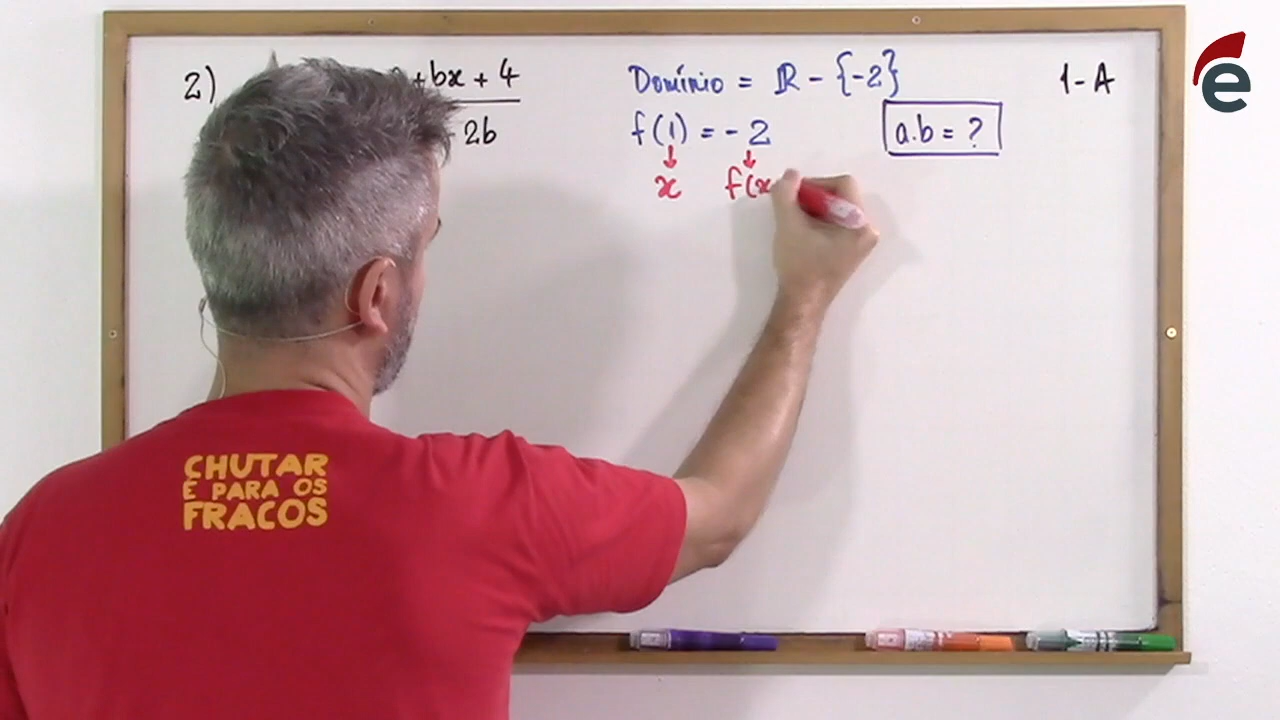 2) + bx + 4
2b
Domínio = ℝ - {-2}
f(1) = - 2
↓ ↓
x f(x
a.b = ?
1 - A
e
CHUTAR
É PARA OS
FRACOS